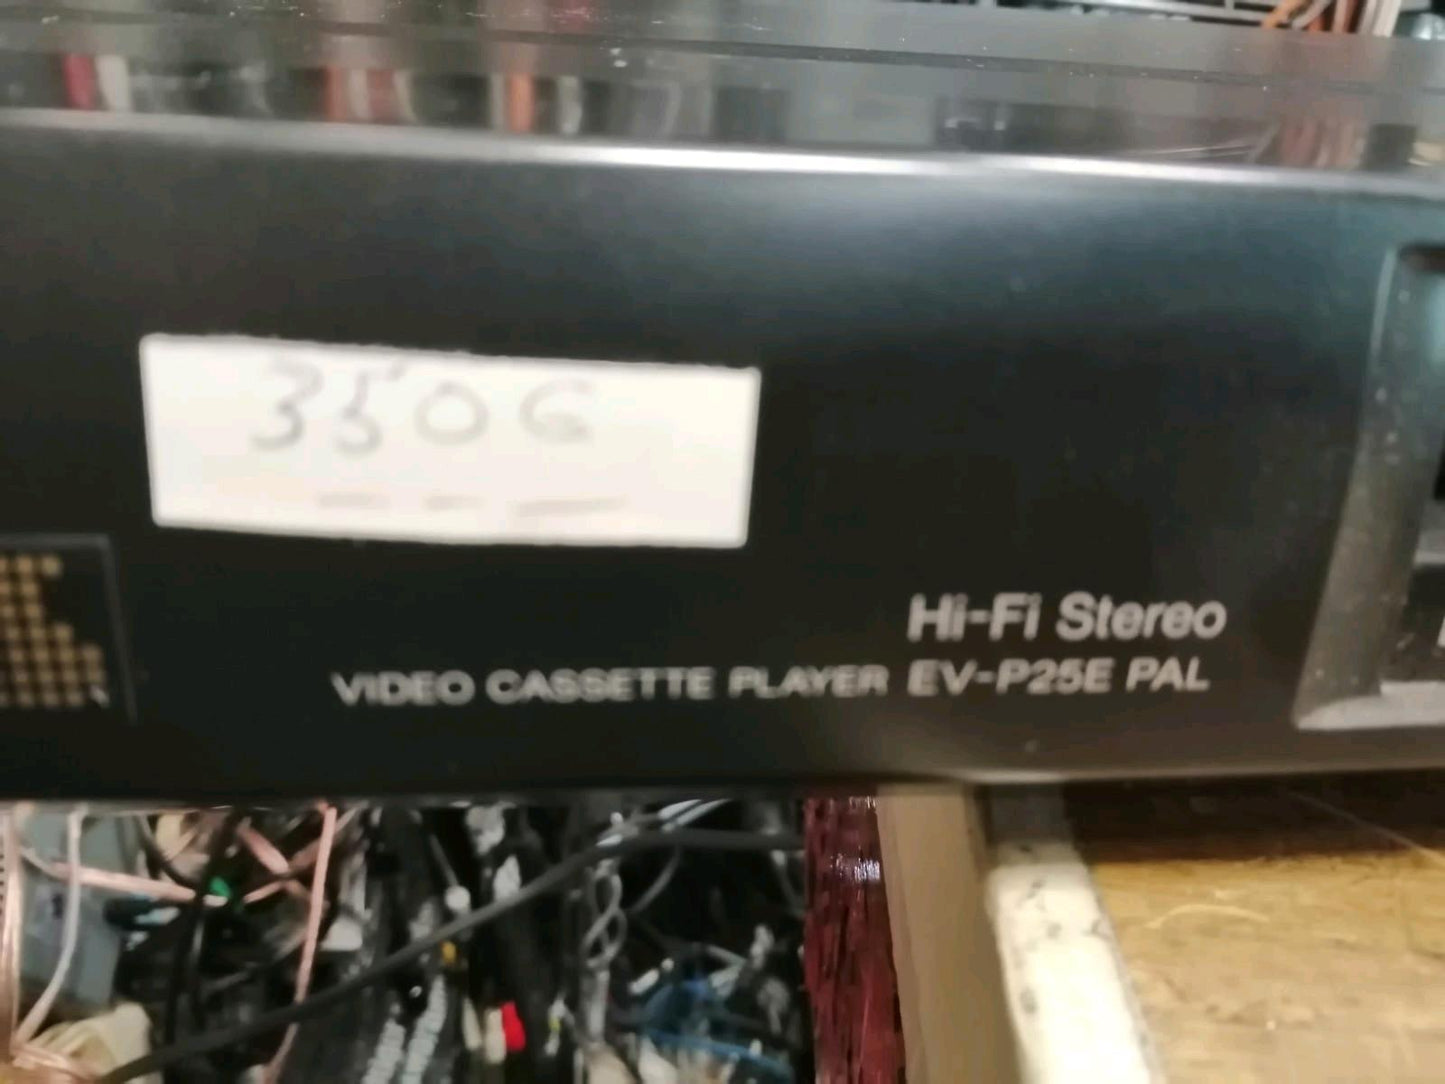 350G
Hi-Fi Stereo
VIDEO CASSETTE PLAYER EV-P25E PAL